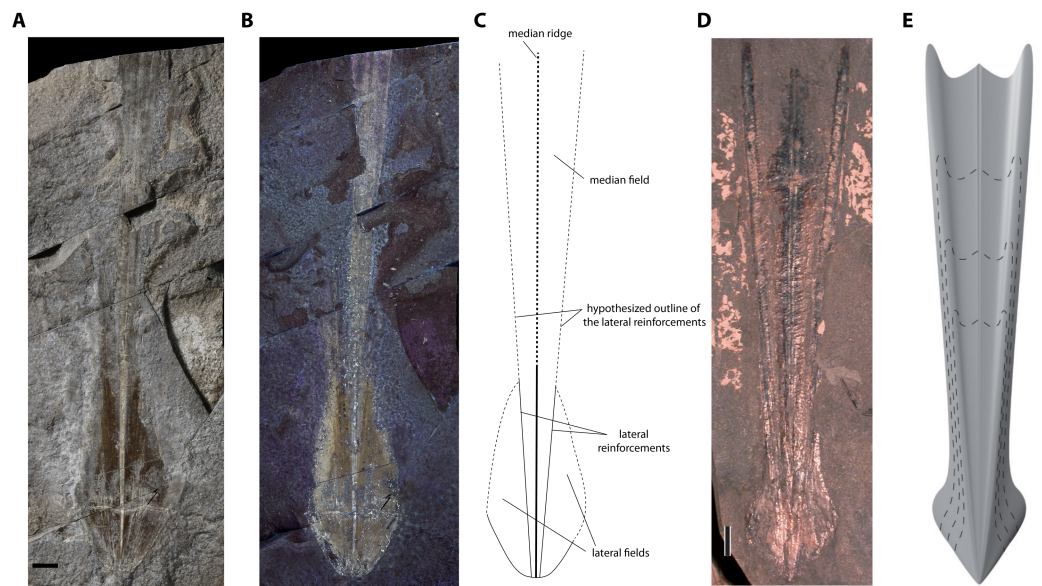 A
B
C
D
E
median ridge
median field
hypothesized outline of
the lateral reinforcements
lateral
reinforcements
lateral fields